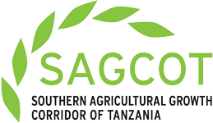 SAGCOT
SOUTHERN AGRICULTURAL GROWTH
CORRIDOR OF TANZANIA